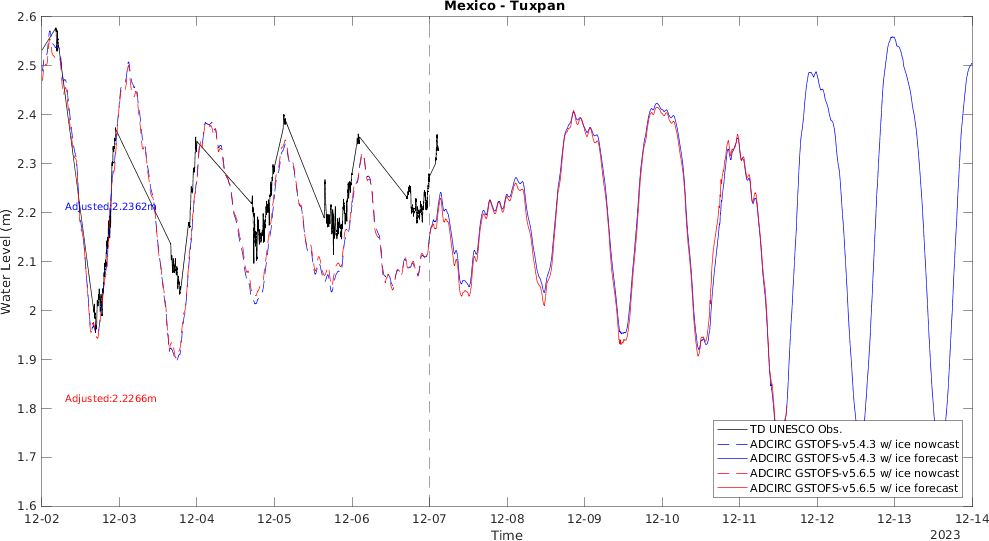 Mexico - Tuxpan
Water Level (m)
2.6
2.5
2.4
2.3
2.2
2.1
2
1.9
1.8
1.7
1.6
Adjusted:2.2362m
Adjusted:2.2266m
TD UNESCO Obs.
ADCIRC GSTOFS-v5.4.3 w/ ice nowcast
ADCIRC GSTOFS-v5.4.3 w/ ice forecast
ADCIRC GSTOFS-v5.6.5 w/ ice nowcast
ADCIRC GSTOFS-v5.6.5 w/ ice forecast
12-02 12-03 12-04 12-05 12-06 12-07 12-08 12-09 12-10 12-11 12-12 12-13 12-14
Time
2023